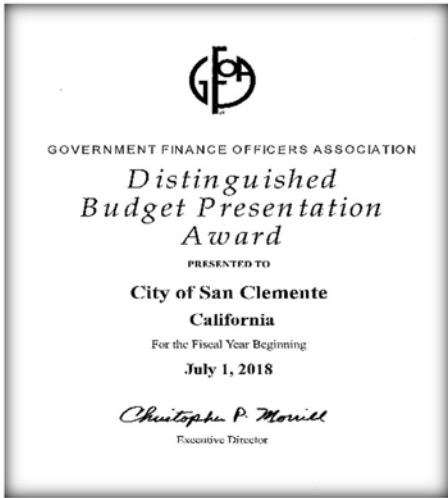 GFOA
GOVERNMENT FINANCE OFFICERS ASSOCIATION
Distinguished
Budget Presentation
Award
PRESENTED TO
City of San Clemente
California
For the Fiscal Year Beginning
July 1, 2018
Christopher P. Morrill
Executive Director